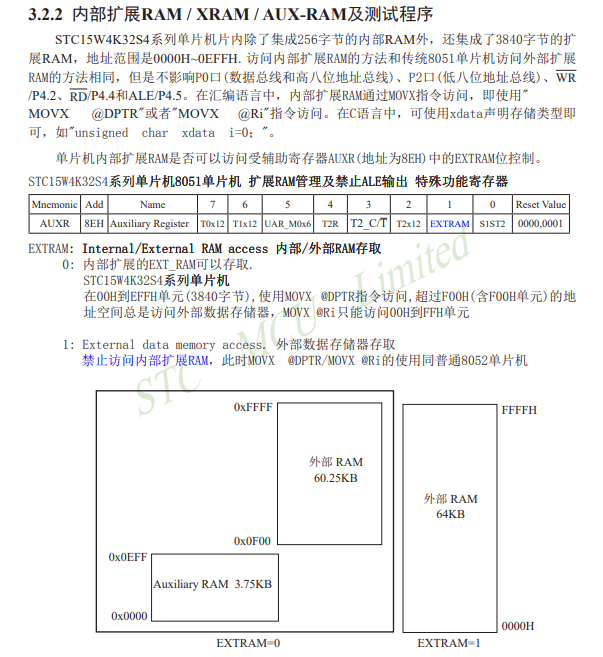 3.2.2 内部扩展RAM / XRAM / AUX-RAM及测试程序
STC15W4K32S4系列单片机片内除了集成256字节的内部RAM外，还集成了3840字节的扩
展RAM，地址范围是0000H~0EFFH. 访问内部扩展RAM的方法和传统8051单片机访问外部扩展
RAM的方法相同，但是不影响P0口(数据总线和高八位地址总线)、P2口(低八位地址总线)、W̅R̅
/P4.2、R̅D̅/P4.4和ALE/P4.5。在汇编语言中，内部扩展RAM通过MOVX指令访问，即使用"
MOVX @DPTR"或者"MOVX @Ri"指令访问。在C语言中，可使用xdata声明存储类型即
可，如"unsigned char xdata i=0；"。
单片机内部扩展RAM是否可以访问受辅助寄存器AUXR(地址为8EH)中的EXTRAM位控制。
STC15W4K32S4系列单片机8051单片机 扩展RAM管理及禁止ALE输出 特殊功能寄存器
Mnemonic Add Name 7 6 5 4 3 2 1 0 Reset Value
AUXR 8EH Auxiliary Register T0x12 T1x12 UAR_M0x6 T2R T2_C/T̅ T2x12 EXTRAM S1ST2 0000,0001
EXTRAM: Internal/External RAM access 内部/外部RAM存取
0: 内部扩展的EXT_RAM可以存取.
STC15W4K32S4系列单片机
在00H到EFFH单元(3840字节),使用MOVX @DPTR指令访问,超过F00H(含F00H单元)的地
址空间总是访问外部数据存储器，MOVX @Ri只能访问00H到FFH单元
1: External data memory access. 外部数据存储器存取
禁止访问内部扩展RAM，此时MOVX @DPTR/MOVX @Ri的使用同普通8052单片机
STC MCU Limited
0xFFFF
FFFFH
外部 RAM
60.25KB
外部 RAM
64KB
0x0F00
0x0EFF
Auxiliary RAM 3.75KB
0x0000
0000H
EXTRAM=0
EXTRAM=1